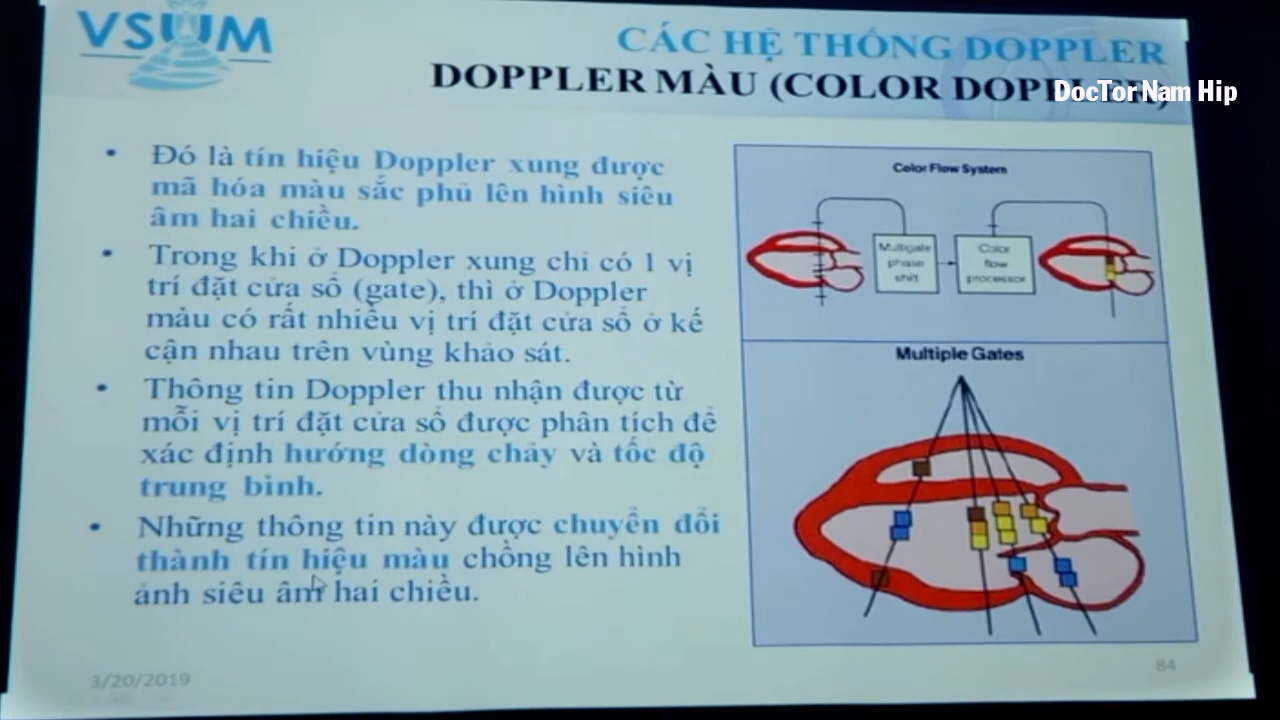 VSUM
CÁC HỆ THỐNG DOPPLER
DOPPLER MÀU (COLOR DOPPLER)
DocTor Nam Hip
• Đó là tín hiệu Doppler xung được
mã hóa màu sắc phủ lên hình siêu
âm hai chiều.
• Trong khi ở Doppler xung chỉ có 1 vị
trí đặt cửa sổ (gate), thì ở Doppler
màu có rất nhiều vị trí đặt cửa sổ ở kế
cận nhau trên vùng khảo sát.
• Thông tin Doppler thu nhận được từ
mỗi vị trí đặt cửa sổ được phân tích để
xác định hướng dòng chảy và tốc độ
trung bình.
• Những thông tin này được chuyển đổi
thành tín hiệu màu chồng lên hình
ảnh siêu âm hai chiều.
Color Flow System
Multigate
phase
shift
Color
flow
processor
Multiple Gates
3/20/2019
84